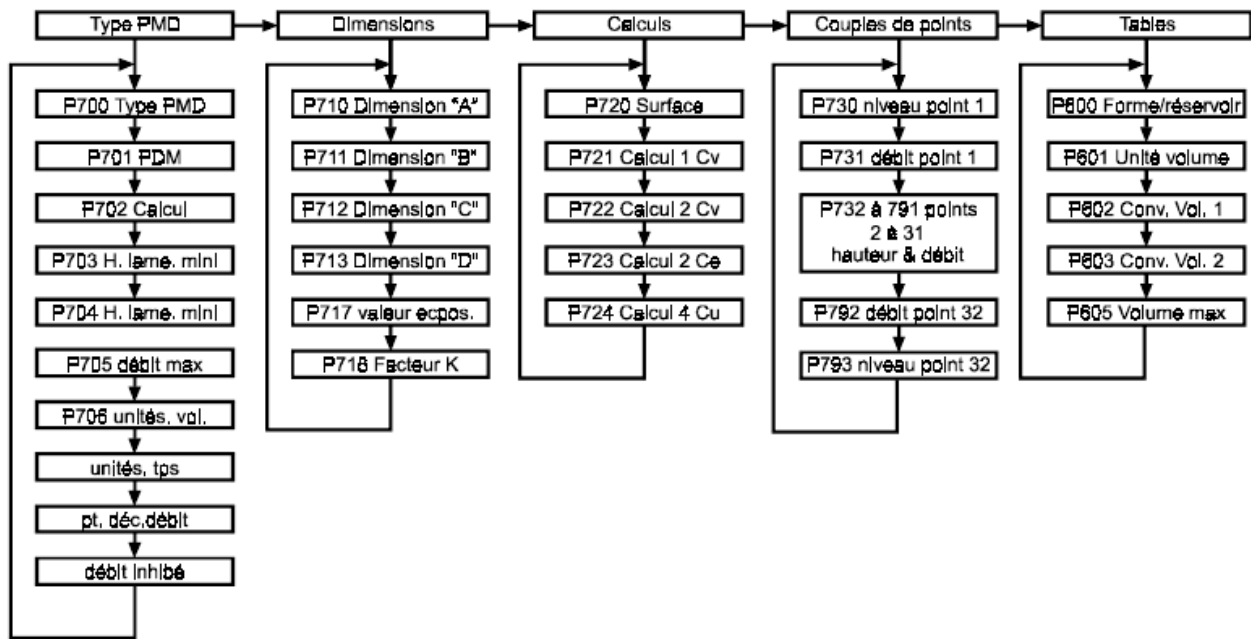 Type PMD
Dimensions
Calculs
Couples de points
Tables
P700 Type PMD
P701 PDM
P702 Calcul
P703 H. lame. mini
P704 H. lame. mini
P705 débit max
P706 unités. vol.
unités. tps
pt. déc.débit
débit inhibé
P710 Dimension "A"
P711 Dimension "B"
P712 Dimension "C"
P713 Dimension "D"
P717 valeur ecpos.
P718 Facteur K
P720 Surface
P721 Calcul 1 Cv
P722 Calcul 2 Cv
P723 Calcul 2 Ce
P724 Calcul 4 Cu
P730 niveau point 1
P731 débit point 1
P732 à 791 points
2 à 31
hauteur & débit
P792 débit point 32
P793 niveau point 32
P600 Forme/réservoir
P601 Unité volume
P602 Conv. Vol. 1
P603 Conv. Vol. 2
P605 Volume max